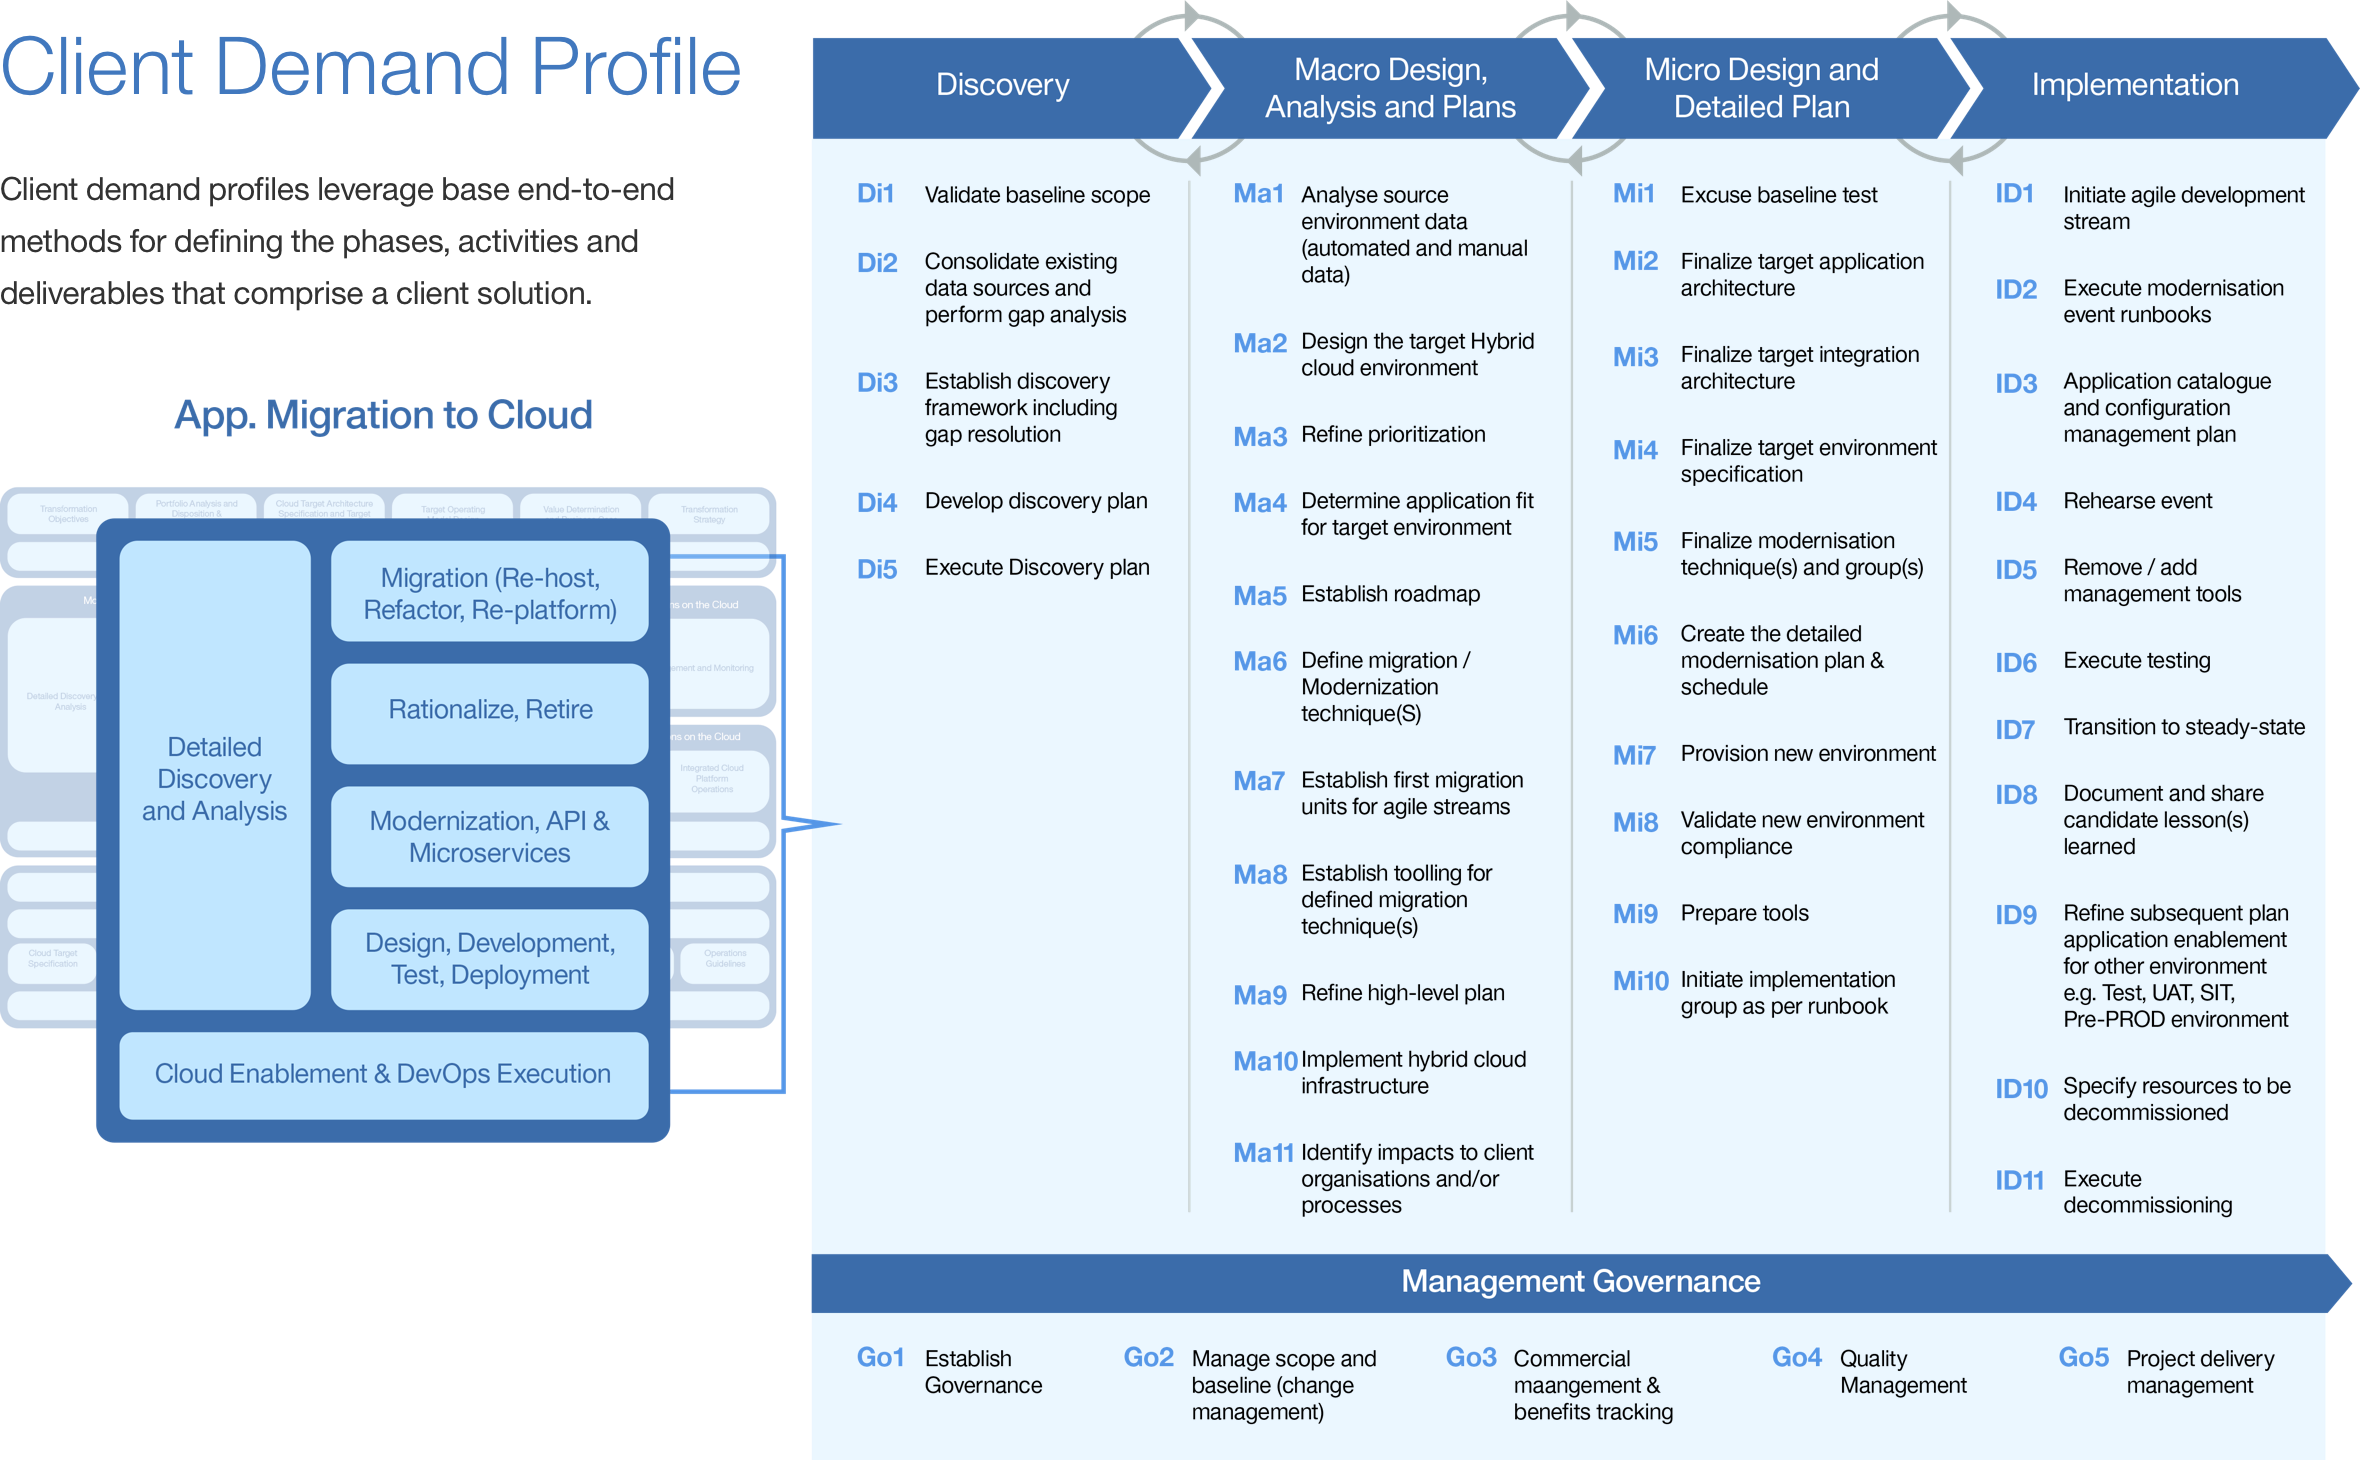 Client Demand Profile
Client demand profiles leverage base end-to-end
methods for defining the phases, activities and
deliverables that comprise a client solution.
App. Migration to Cloud
Transformation
Objectives
Portfolio Analysis and
Disposition &
Cloud Target Architecture
Specification and Target
Target Operating
Value Determination
Transformation
Strategy
ns on the Cloud
ement and Monitoring
Detailed Discovery
Analysis
ns on the Cloud
Integrated Cloud
Platform
Operations
Cloud Target
Specification
Operations
Guidelines
Detailed
Discovery
and Analysis
Migration (Re-host,
Refactor, Re-platform)
Rationalize, Retire
Modernization, API &
Microservices
Design, Development,
Test, Deployment
Cloud Enablement & DevOps Execution
Discovery
Di1 Validate baseline scope
Di2 Consolidate existing
data sources and
perform gap analysis
Di3 Establish discovery
framework including
gap resolution
Di4 Develop discovery plan
Di5 Execute Discovery plan
Macro Design,
Analysis and Plans
Ma1 Analyse source
environment data
(automated and manual
data)
Ma2 Design the target Hybrid
cloud environment
Ma3 Refine prioritization
Ma4 Determine application fit
for target environment
Ma5 Establish roadmap
Ma6 Define migration /
Modernization
technique(S)
Ma7 Establish first migration
units for agile streams
Ma8 Establish toolling for
defined migration
technique(s)
Ma9 Refine high-level plan
Ma10 Implement hybrid cloud
infrastructure
Ma11 Identify impacts to client
organisations and/or
processes
Micro Design and
Detailed Plan
Mi1 Excuse baseline test
Mi2 Finalize target application
architecture
Mi3 Finalize target integration
architecture
Mi4 Finalize target environment
specification
Mi5 Finalize modernisation
technique(s) and group(s)
Mi6 Create the detailed
modernisation plan &
schedule
Mi7 Provision new environment
Mi8 Validate new environment
compliance
Mi9 Prepare tools
Mi10 Initiate implementation
group as per runbook
Implementation
ID1 Initiate agile development
stream
ID2 Execute modernisation
event runbooks
ID3 Application catalogue
and configuration
management plan
ID4 Rehearse event
ID5 Remove / add
management tools
ID6 Execute testing
ID7 Transition to steady-state
ID8 Document and share
candidate lesson(s)
learned
ID9 Refine subsequent plan
application enablement
for other environment
e.g. Test, UAT, SIT,
Pre-PROD environment
ID10 Specify resources to be
decommissioned
ID11 Execute
decommissioning
Management Governance
Go1 Establish
Governance
Go2 Manage scope and
baseline (change
management)
Go3 Commercial
maangement &
benefits tracking
Go4 Quality
Management
Go5 Project delivery
management